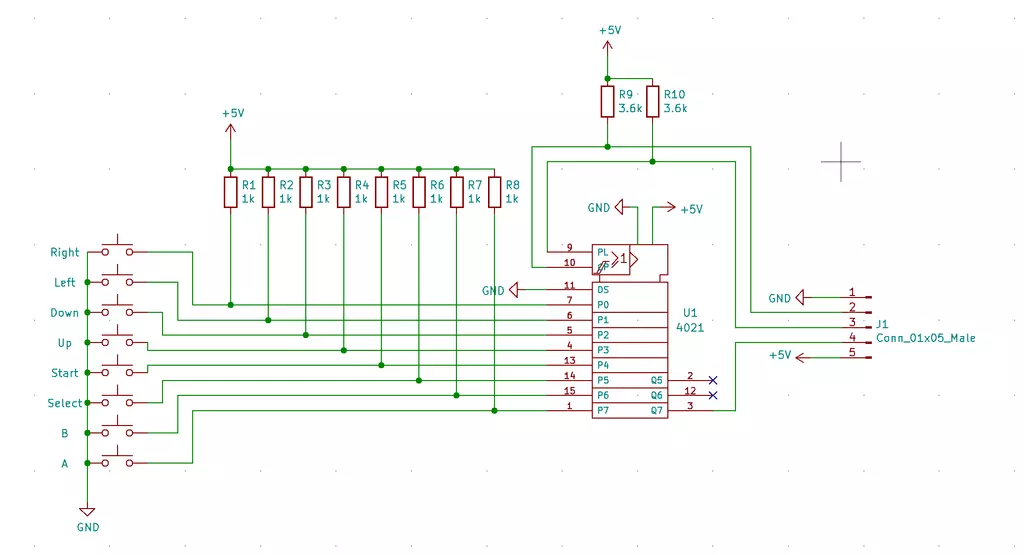 +5V
R9
3.6k
R10
3.6k
+5V
R1
1k
R2
1k
R3
1k
R4
1k
R5
1k
R6
1k
R7
1k
R8
1k
GND
+5V
Right
Left
Down
Up
Start
Select
B
A
GND
9
PL
10
1
GND
11
DS
7
P0
6
P1
5
P2
4
P3
13
P4
14
P5
Q5
2
15
P6
Q6
12
1
P7
Q7
3
U1
4021
GND
1
2
3
4
5
+5V
J1
Conn_01x05_Male